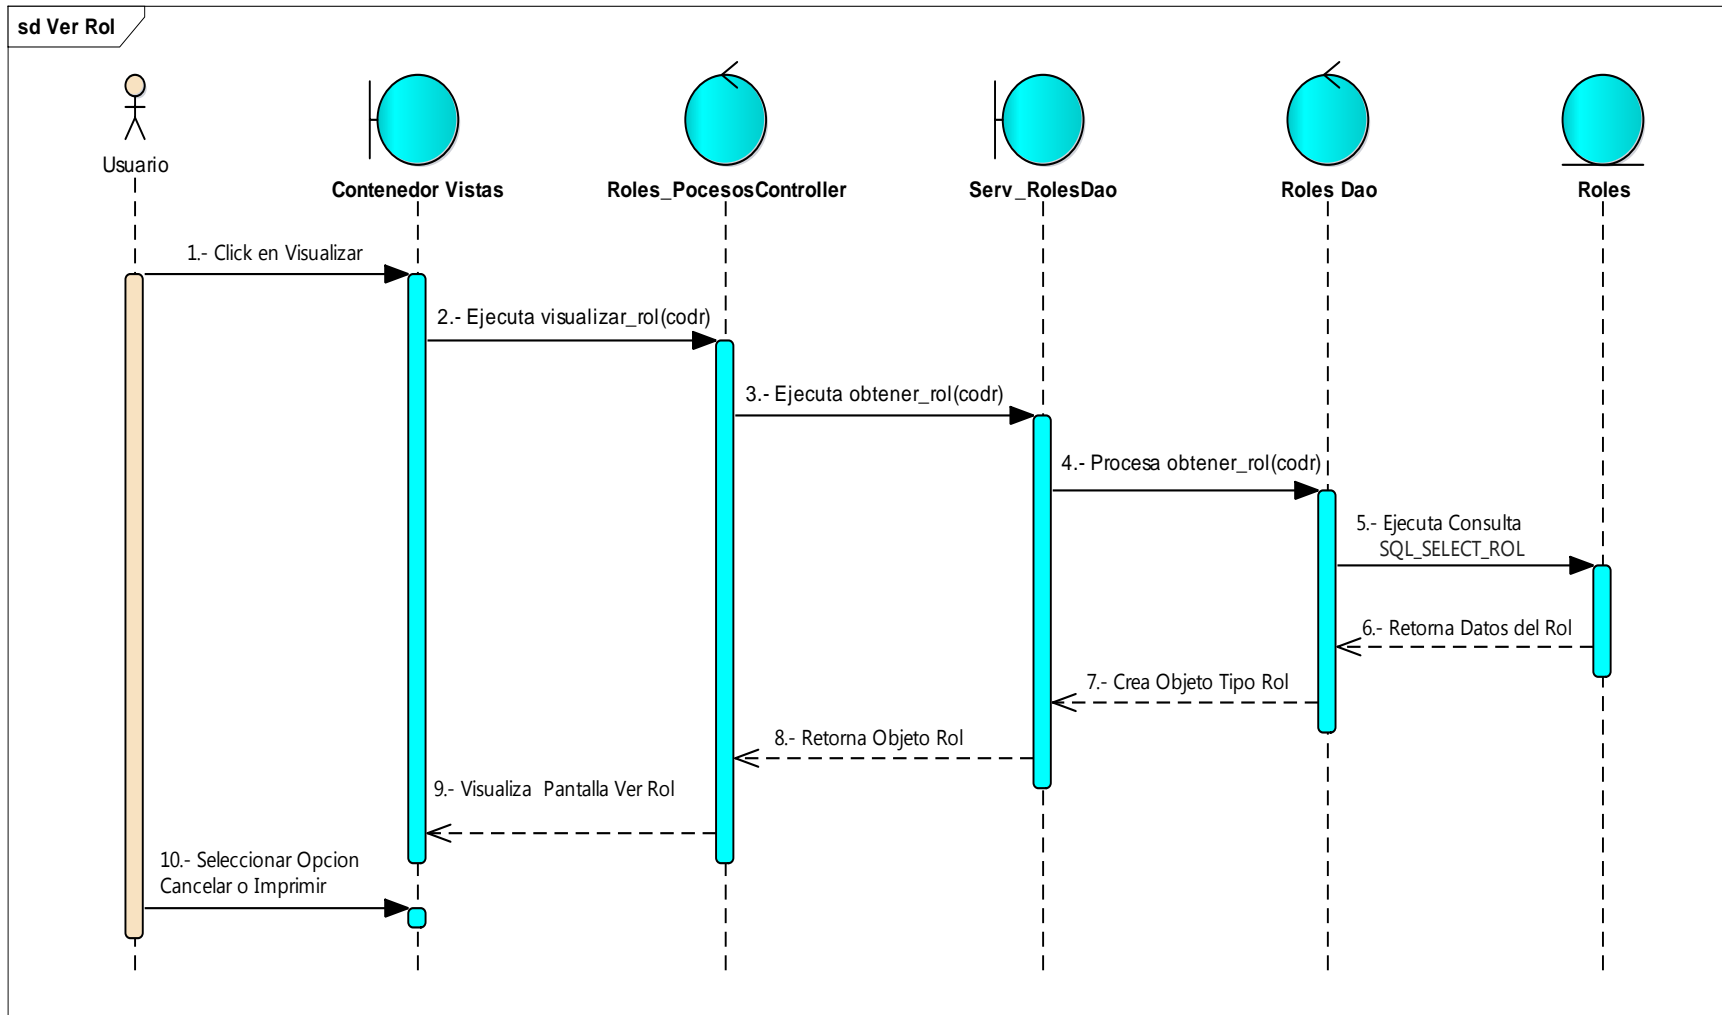 sd Ver Rol
Usuario
Contenedor Vistas
Roles_PocesosController
Serv_RolesDao
Roles Dao
Roles
1.- Click en Visualizar
2.- Ejecuta visualizar_rol(codr)
3.- Ejecuta obtener_rol(codr)
4.- Procesa obtener_rol(codr)
5.- Ejecuta Consulta
SQL_SELECT_ROL
6.- Retorna Datos del Rol
7.- Crea Objeto Tipo Rol
8.- Retorna Objeto Rol
9.- Visualiza  Pantalla Ver Rol
10.- Seleccionar Opcion
Cancelar o Imprimir